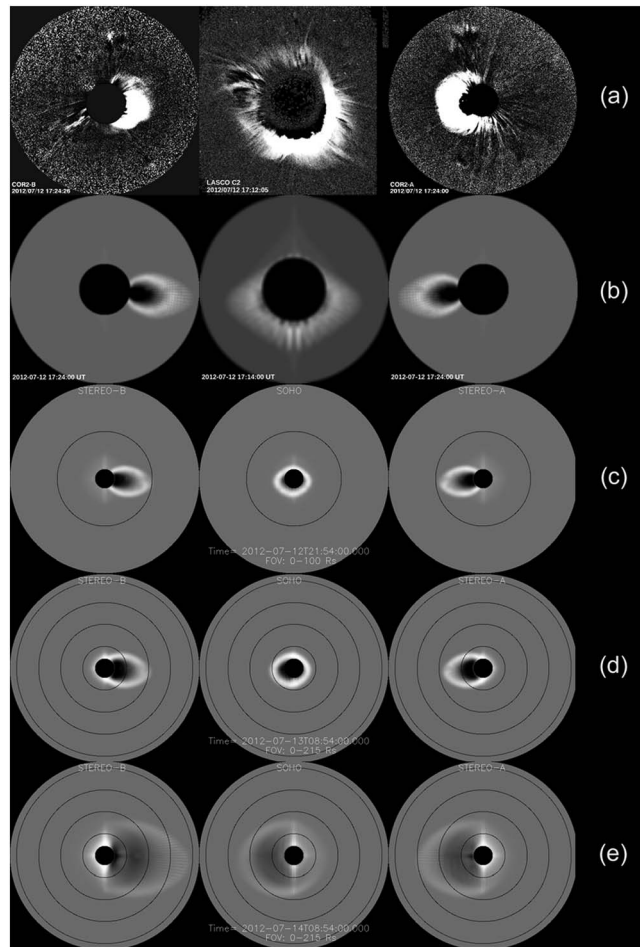 COR2-B
2012/07/12 17:24:26
LASCO C2
2012/07/12 17:12:05
COR2-A
2012/07/12 17:24:00
(a)
2012-07-12 17:24:00 UT
2012-07-12 17:14:00 UT
2012-07-12 17:24:00 UT
(b)
STEREO-B
SOHO
STEREO-A
(c)
Time= 2012-07-12T21:54:00.000
FOV: 0-100 Rs
STEREO-B
SOHO
STEREO-A
(d)
Time= 2012-07-13T08:54:00.000
FOV: 0-215 Rs
STEREO-B
SOHO
STEREO-A
(e)
Time= 2012-07-14T08:54:00.000
FOV: 0-215 Rs